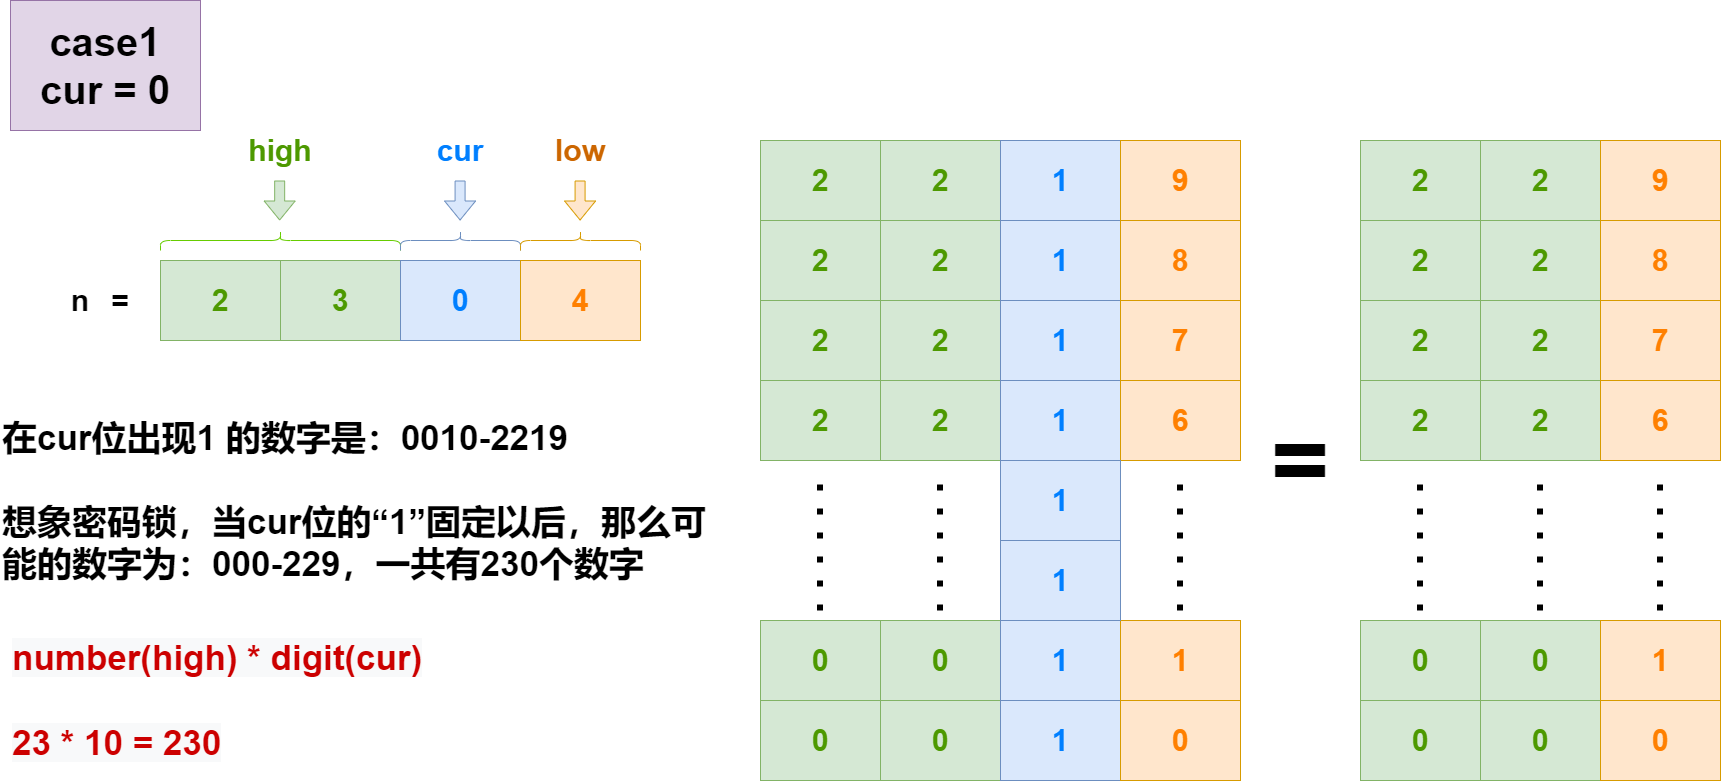 case1
cur = 0
high cur low
n = 2 3 0 4
在cur位出现1 的数字是：0010-2219
想象密码锁，当cur位的“1”固定以后，那么可
能的数字为：000-229，一共有230个数字
number(high) * digit(cur)
23 * 10 = 230
2 2 1 9
2 2 1 8
2 2 1 7
2 2 1 6
1
1
0 0 1 1
0 0 1 0
=
2 2 9
2 2 8
2 2 7
2 2 6
0 0 1
0 0 0